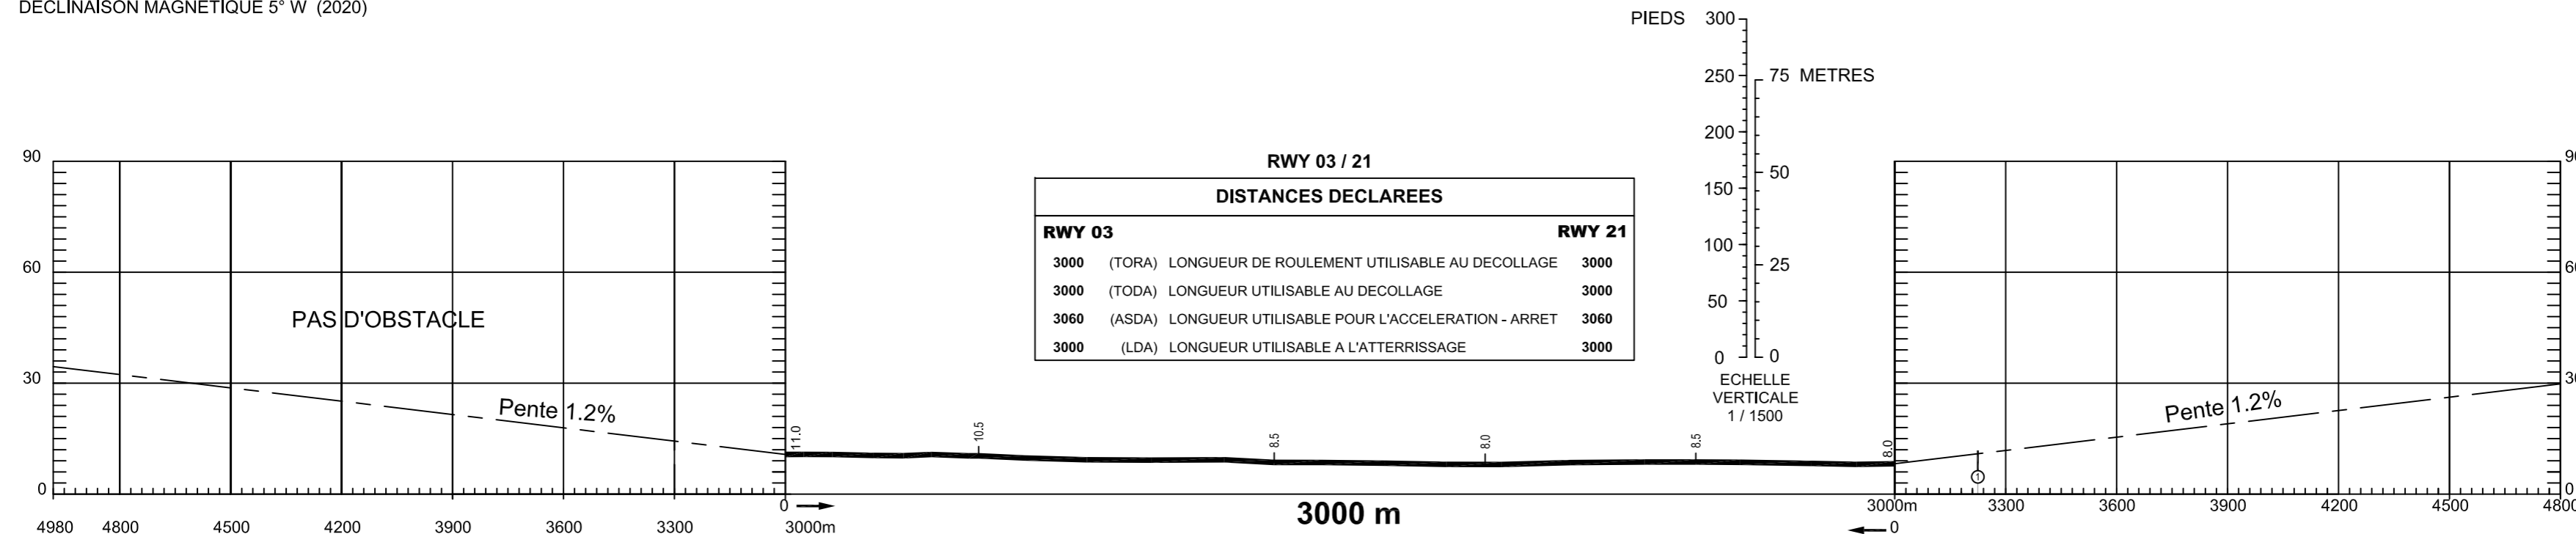 DECLINAISON MAGNETIQUE 5° W (2020)
PIEDS 300
250
75 METRES
200
150
50
100
25
50
0
0
ECHELLE
VERTICALE
1 / 1500
RWY 03 / 21
DISTANCES DECLAREES
RWY 03 RWY 21
3000 (TORA) LONGUEUR DE ROULEMENT UTILISABLE AU DECOLLAGE 3000
3000 (TODA) LONGUEUR UTILISABLE AU DECOLLAGE 3000
3060 (ASDA) LONGUEUR UTILISABLE POUR L'ACCELERATION - ARRET 3060
3000 (LDA) LONGUEUR UTILISABLE A L'ATTERRISSAGE 3000
90
60
30
0
PAS D'OBSTACLE
Pente 1.2%
11.0
10.5
8.5
8.0
8.5
8.0
Pente 1.2%
1
30
0
0
3000 m
3000m 3300 3600 3900 4200 4500 4800
4980 4800 4500 4200 3900 3600 3300 3000m
0